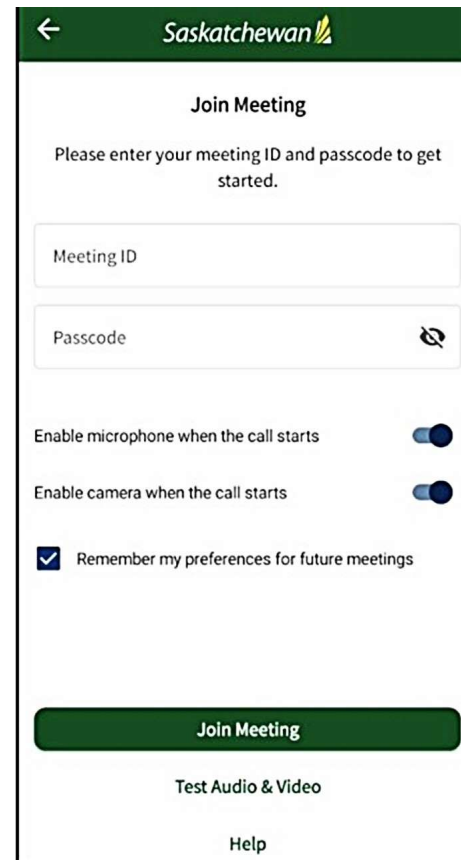 Saskatchewan
Join Meeting
Please enter your meeting ID and passcode to get
started.
Meeting ID
Passcode
Enable microphone when the call starts
Enable camera when the call starts
Remember my preferences for future meetings
Join Meeting
Test Audio & Video
Help